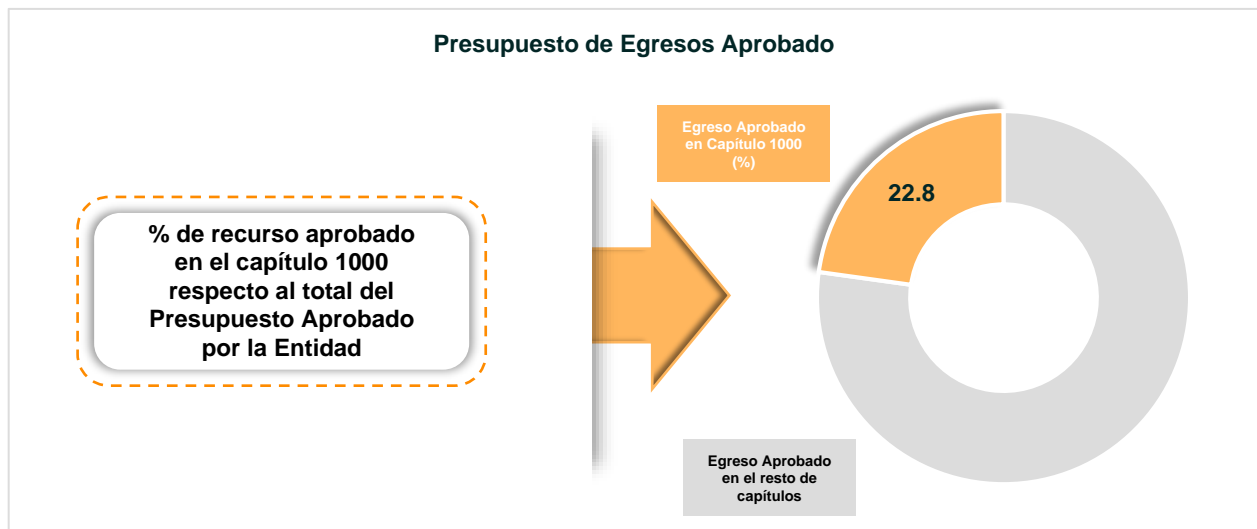 Presupuesto de Egresos Aprobado
% de recurso aprobado
en el capítulo 1000
respecto al total del
Presupuesto Aprobado
por la Entidad
Egreso Aprobado
en Capítulo 1000
(%)
22.8
Egreso Aprobado
en el resto de
capítulos